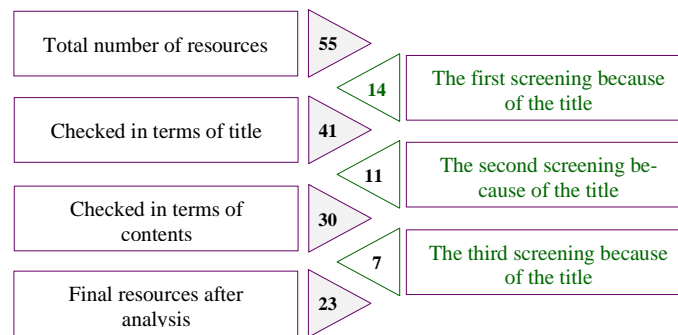 Total number of resources
55
14
The first screening because
of the title
Checked in terms of title
41
11
The second screening be-
cause of the title
Checked in terms of
contents
30
7
The third screening because
of the title
Final resources after
analysis
23